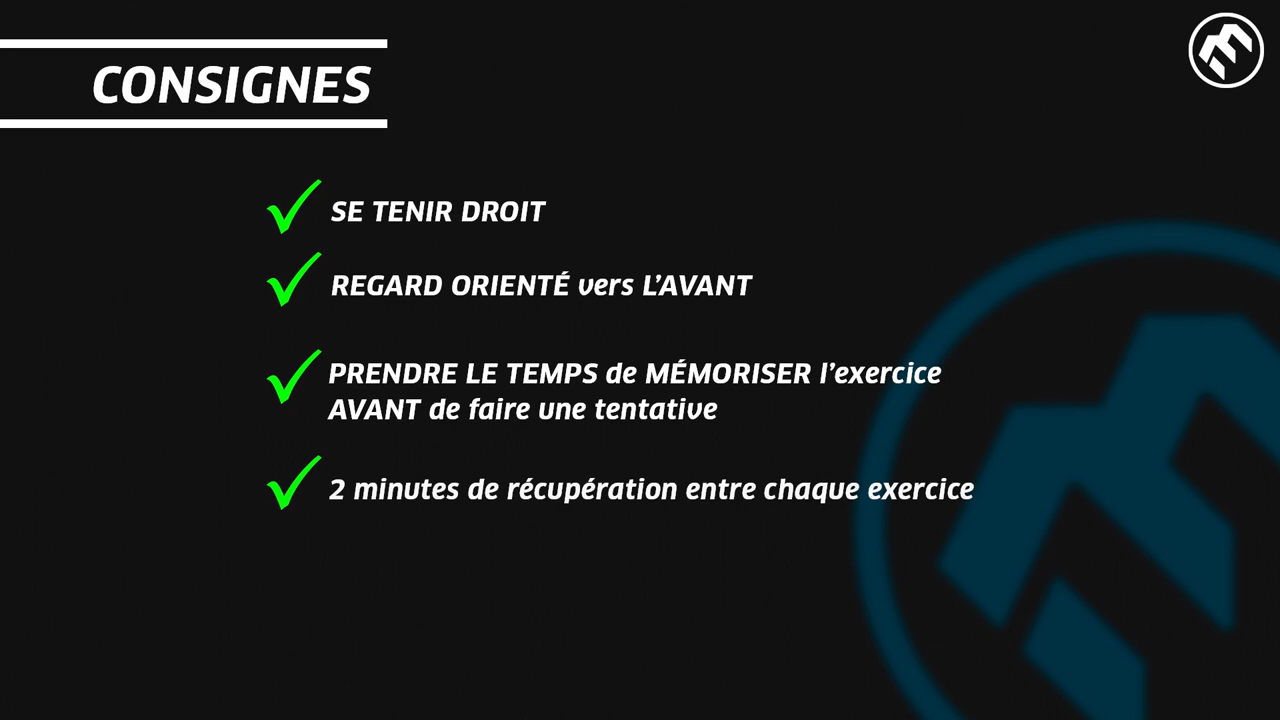 CONSIGNES
SE TENIR DROIT
REGARD ORIENTÉ vers L’AVANT
PRENDRE LE TEMPS de MÉMORISER l’exercice
AVANT de faire une tentative
2 minutes de récupération entre chaque exercice